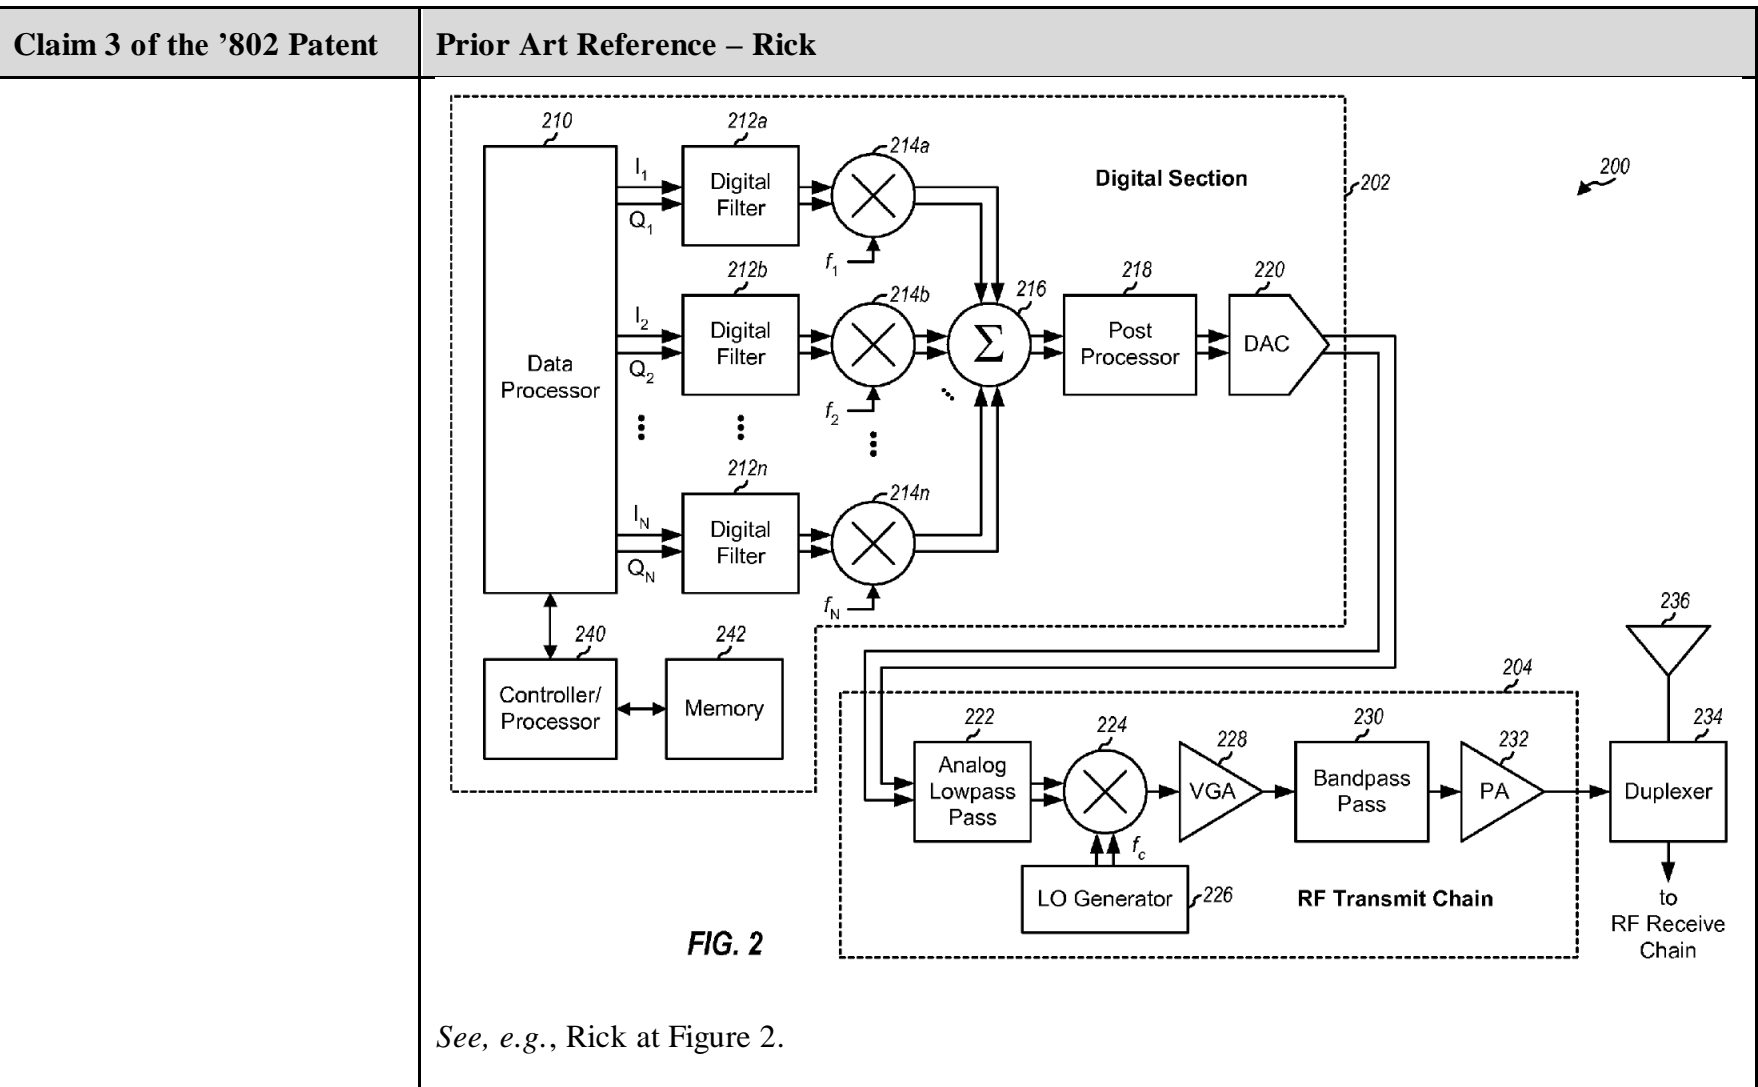 Claim 3 of the ’802 Patent
Prior Art Reference – Rick
210
212a
214a
I1
Q1
Digital
Filter
f1
Digital Section
202
200
212b
214b
I2
Q2
Digital
Filter
f2
216
Σ
218
Post
Processor
220
DAC
Data
Processor
212n
214n
IN
QN
Digital
Filter
fN
240
Controller/
Processor
242
Memory
236
204
222
Analog
Lowpass
Pass
224
fc
LO Generator
226
228
VGA
230
Bandpass
Pass
232
PA
234
Duplexer
RF Transmit Chain
to
RF Receive
Chain
FIG. 2
See, e.g., Rick at Figure 2.